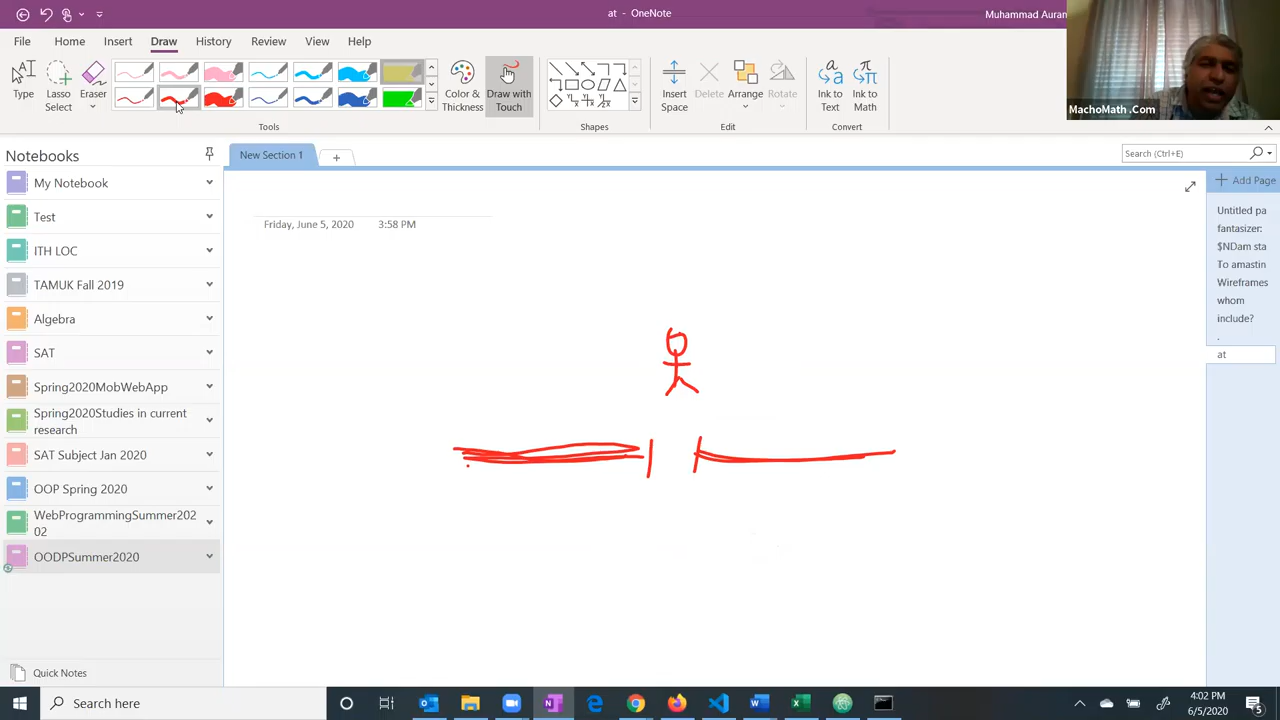 at - OneNote
Muhammad Auran
File Home Insert Draw History Review View Help
Type
Lasso Select
Eraser
Color & Thickness
Draw with Touch
Insert Space
Delete
Arrange
Rotate
Ink to Text
Ink to Math
Tools
Shapes
Edit
Convert
MachoMath .Com
Notebooks
New Section 1
Search (Ctrl+E)
My Notebook
Test
ITH LOC
TAMUK Fall 2019
Algebra
SAT
Spring2020MobWebApp
Spring2020Studies in current
research
SAT Subject Jan 2020
OOP Spring 2020
WebProgrammingSummer202
02
OODPSummer2020
Quick Notes
Friday, June 5, 2020 3:58 PM
Add Page
Untitled pa
fantasizer:
$NDam sta
To amastin
Wireframes
whom
include?
.
at
Search here
4:02 PM
6/5/2020
5